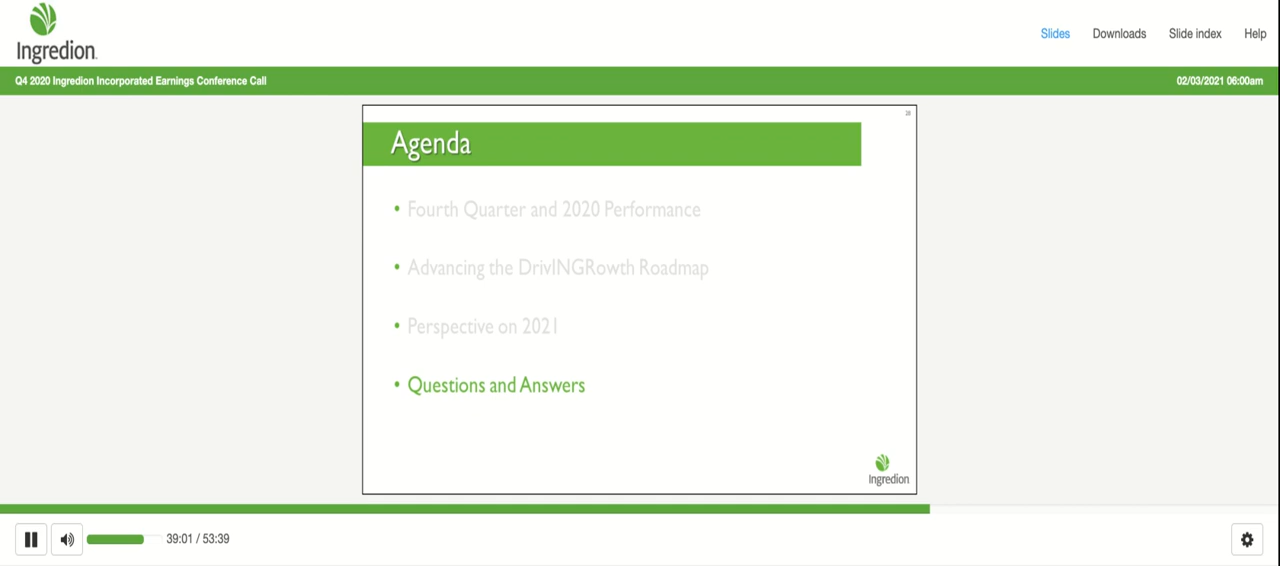 Ingredion
Slides Downloads Slide index Help
Q4 2020 Ingredion Incorporated Earnings Conference Call 02/03/2021 06:00am
28
Agenda
• Fourth Quarter and 2020 Performance
• Advancing the DrivINGRowth Roadmap
• Perspective on 2021
• Questions and Answers
Ingredion
39:01 / 53:39